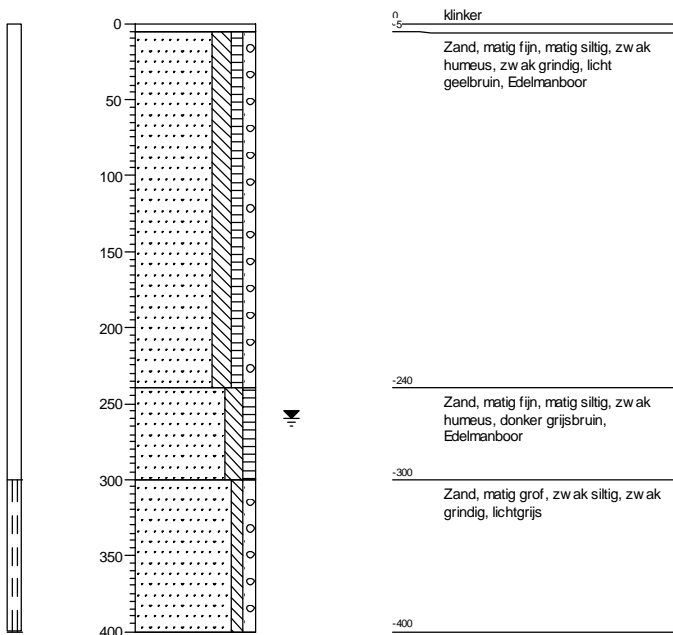 0
50
100
150
200
250
300
350
400
0
-5
klinker
Zand, matig fijn, matig siltig, zwak
humeus, zwak grindig, licht
geelbruin, Edelmanboor
-240
Zand, matig fijn, matig siltig, zwak
humeus, donker grijsbruin,
Edelmanboor
-300
Zand, matig grof, zwak siltig, zwak
grindig, lichtgrijs
-400